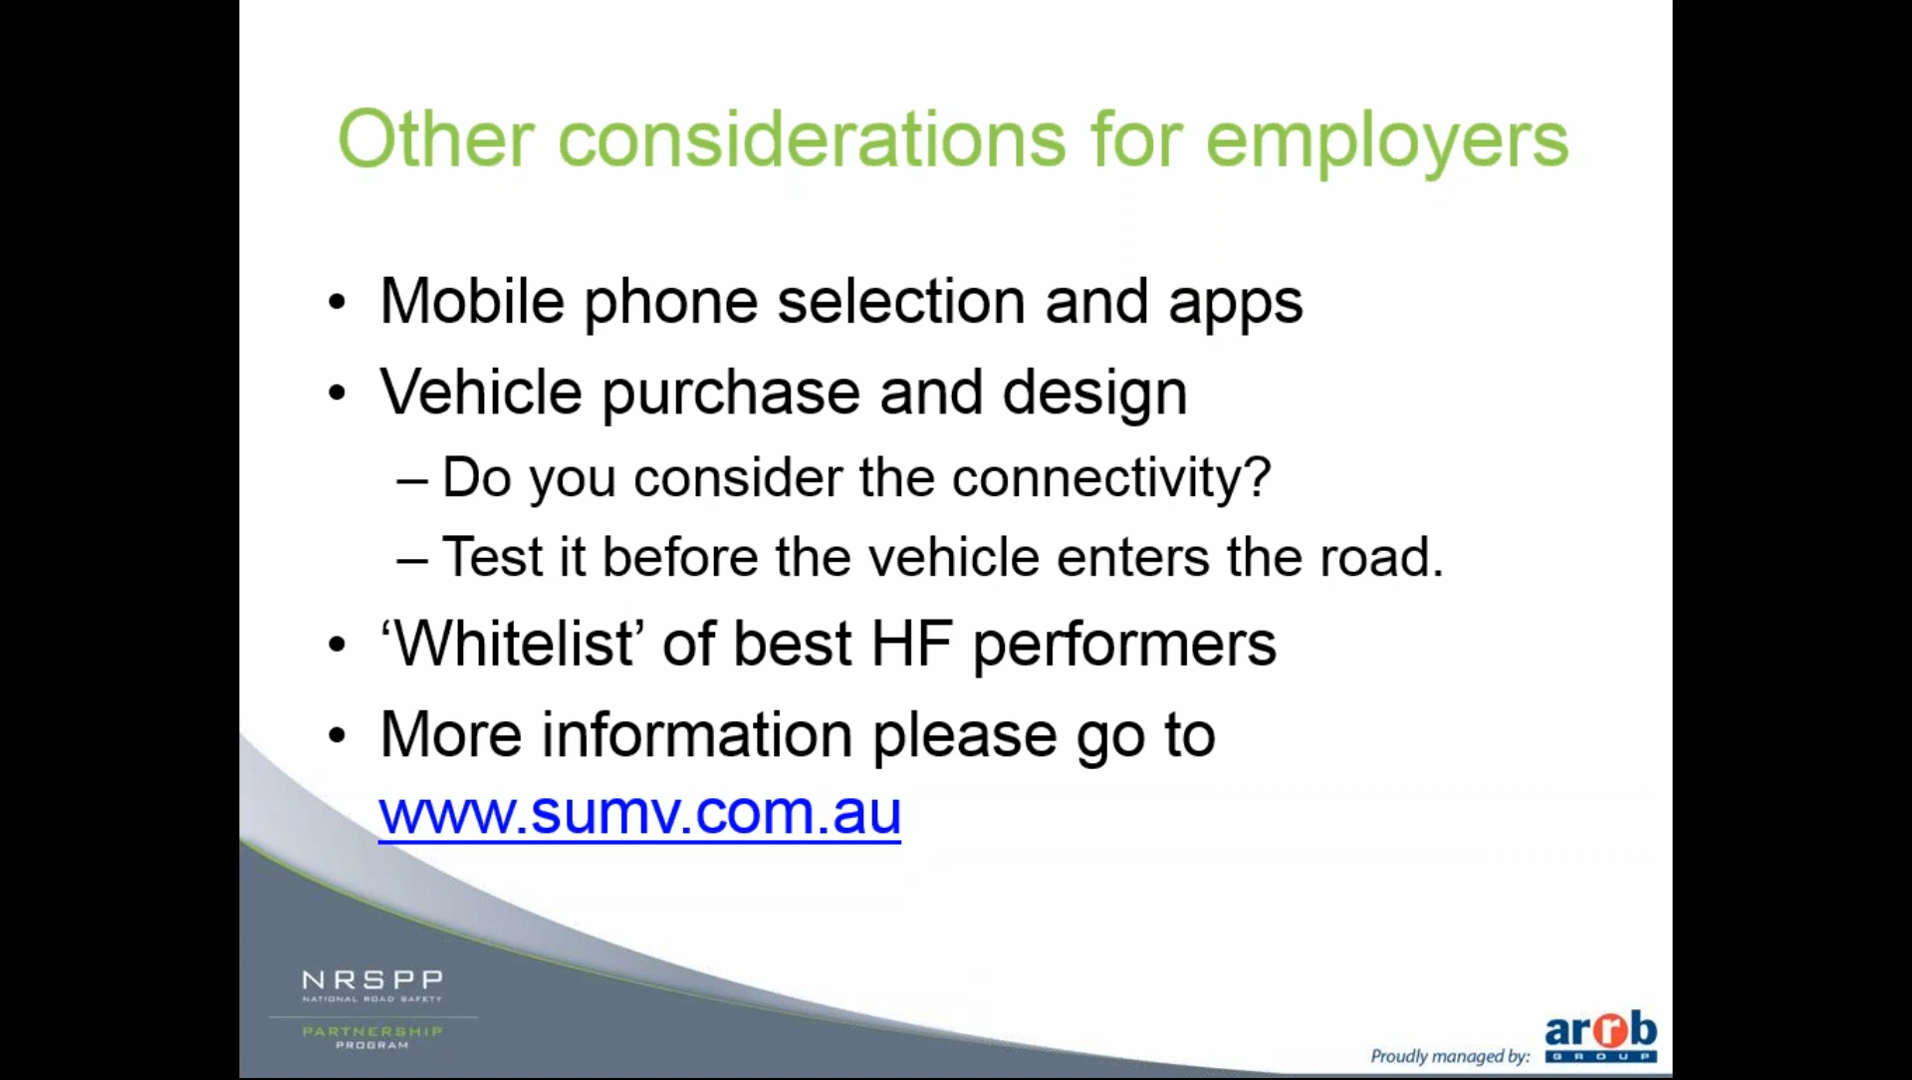 Other considerations for employers
• Mobile phone selection and apps
• Vehicle purchase and design
– Do you consider the connectivity?
– Test it before the vehicle enters the road.
• ‘Whitelist’ of best HF performers
• More information please go to
www.sumv.com.au
NRSPP
NATIONAL ROAD SAFETY
PARTNERSHIP
PROGRAM
Proudly managed by:
arrb
GROUP